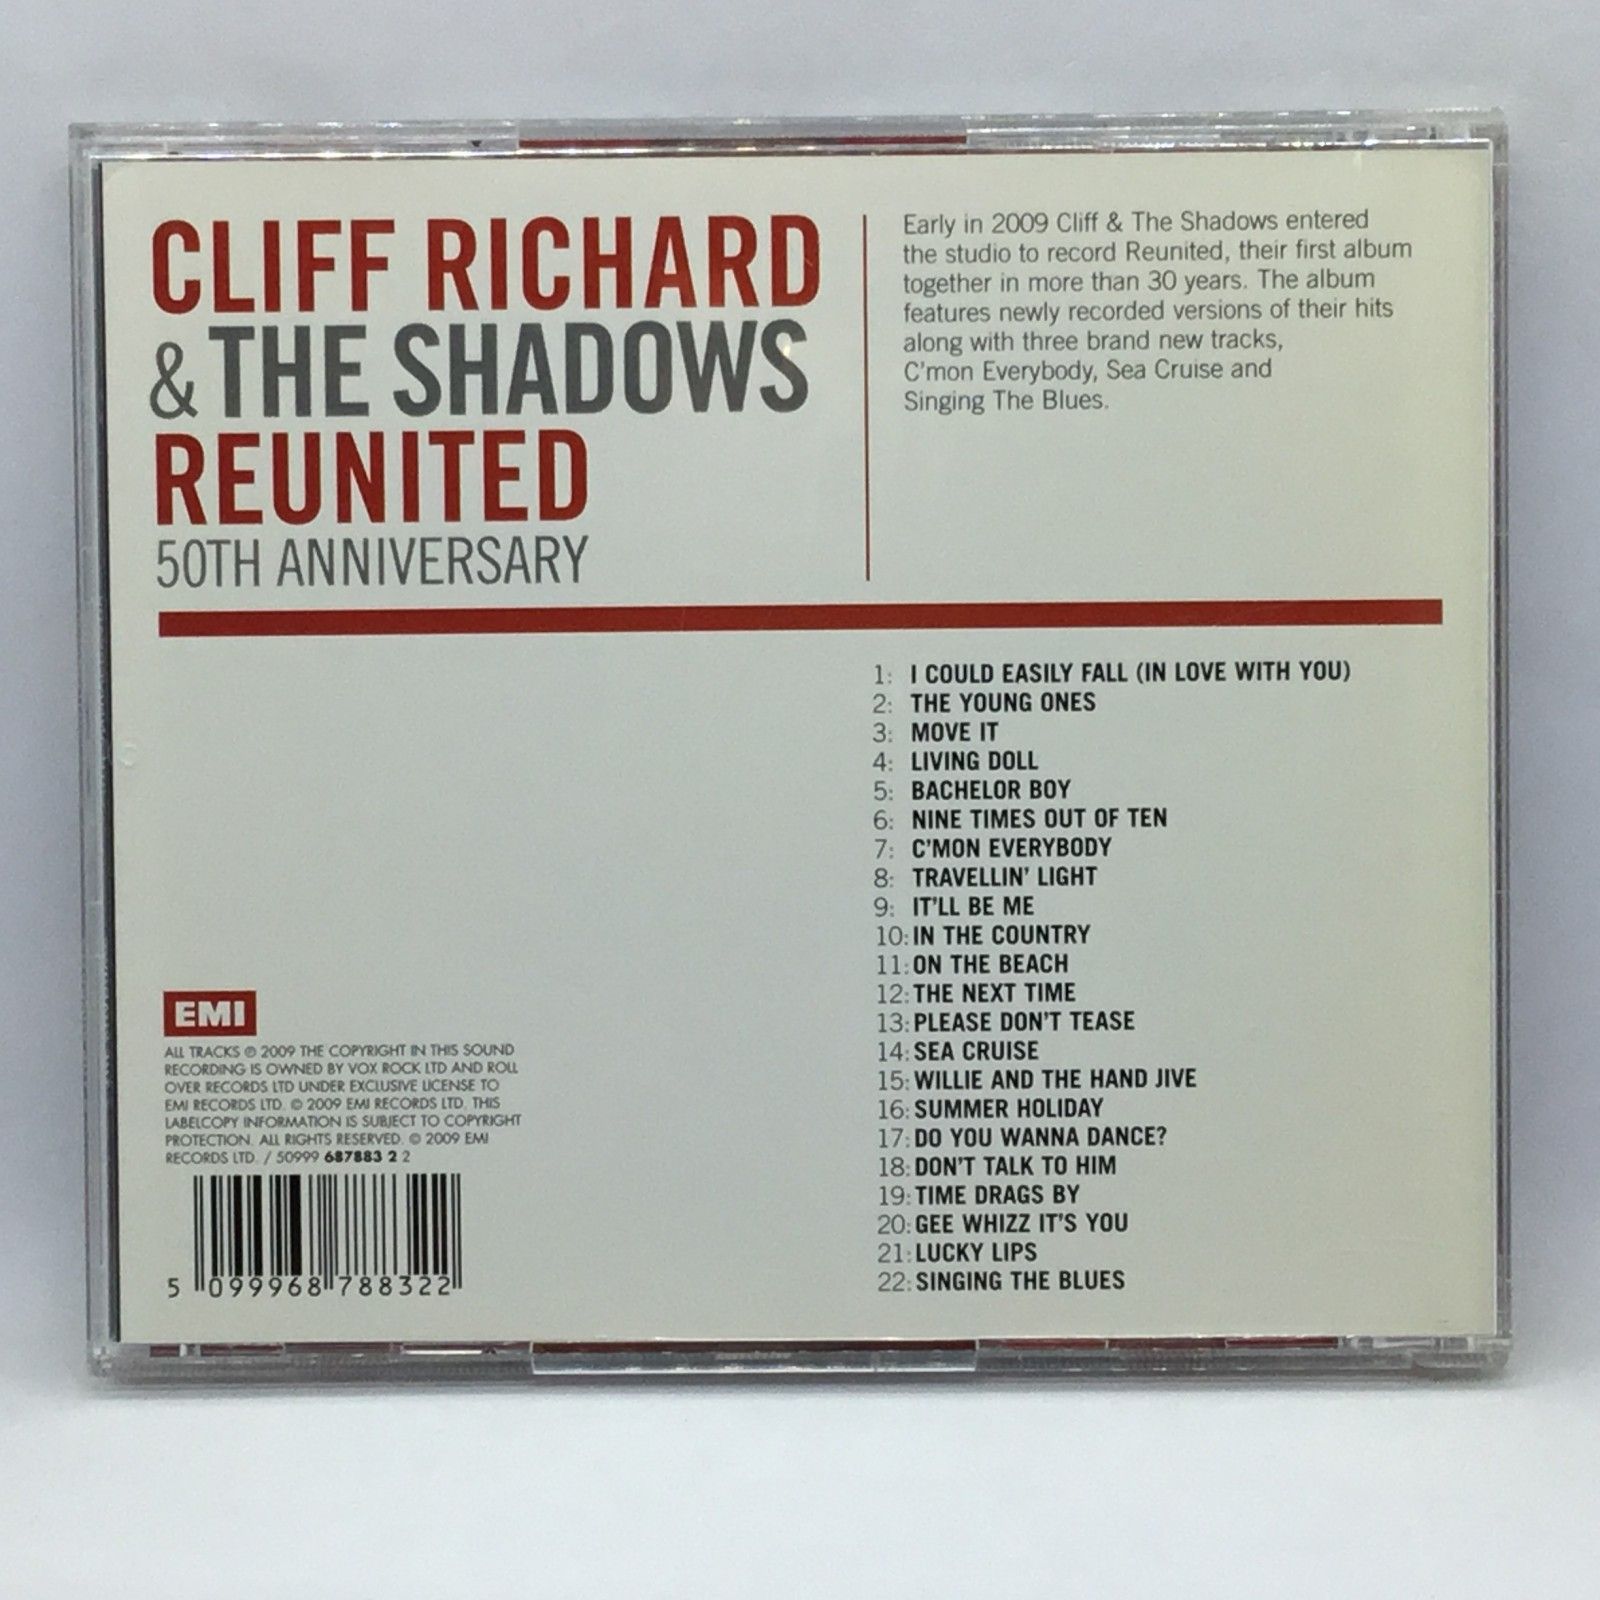 CLIFF RICHARD
& THE SHADOWS
REUNITED
50TH ANNIVERSARY
Early in 2009 Cliff & The Shadows entered
the studio to record Reunited, their first album
together in more than 30 years. The album
features newly recorded versions of their hits
along with three brand new tracks,
C'mon Everybody, Sea Cruise and
Singing The Blues.
1: I COULD EASILY FALL (IN LOVE WITH YOU)
2: THE YOUNG ONES
3: MOVE IT
4: LIVING DOLL
5: BACHELOR BOY
6: NINE TIMES OUT OF TEN
7: C'MON EVERYBODY
8: TRAVELLIN' LIGHT
9: IT'LL BE ME
10: IN THE COUNTRY
11: ON THE BEACH
12: THE NEXT TIME
13: PLEASE DON'T TEASE
14: SEA CRUISE
15: WILLIE AND THE HAND JIVE
16: SUMMER HOLIDAY
17: DO YOU WANNA DANCE?
18: DON'T TALK TO HIM
19: TIME DRAGS BY
20: GEE WHIZZ IT'S YOU
21: LUCKY LIPS
22: SINGING THE BLUES
EMI
ALL TRACKS ℗ 2009 THE COPYRIGHT IN THIS SOUND
RECORDING IS OWNED BY VOX ROCK LTD AND ROLL
OVER RECORDS LTD UNDER EXCLUSIVE LICENSE TO
EMI RECORDS LTD. © 2009 EMI RECORDS LTD. THIS
LABELCOPY INFORMATION IS SUBJECT TO COPYRIGHT
PROTECTION. ALL RIGHTS RESERVED. © 2009 EMI
RECORDS LTD. / 50999 687883 2 2
5 099968 788322